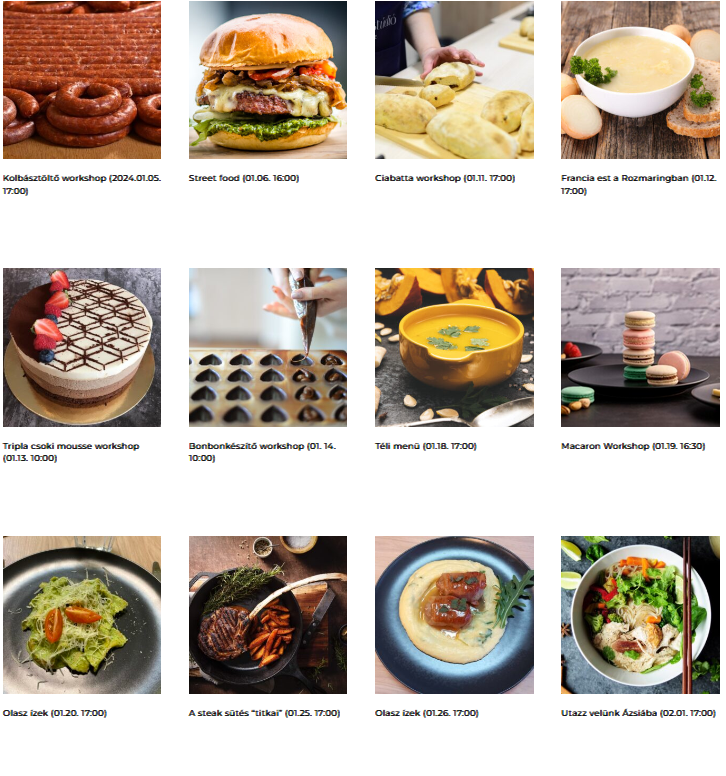 Kolbásztöltő workshop (2024.01.05.
17:00)
Street food (01.06. 16:00)
Ciabatta workshop (01.11. 17:00)
Francia est a Rozmaringban (01.12.
17:00)
Tripla csoki mousse workshop
(01.13. 10:00)
Bonbonkészítő workshop (01. 14.
10:00)
Téli menü (01.18. 17:00)
Macaron Workshop (01.19. 16:30)
Olasz ízek (01.20. 17:00)
A steak sütés "titkai" (01.25. 17:00)
Olasz ízek (01.26. 17:00)
Utazz velünk Ázsiába (02.01. 17:00)